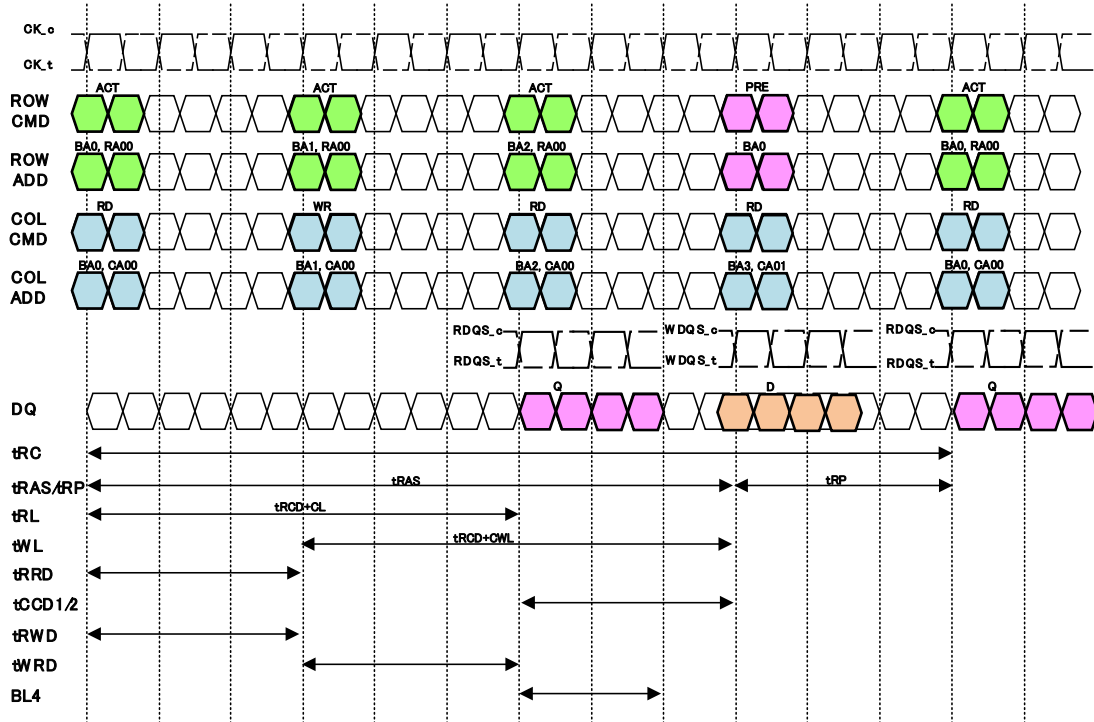 CK_c
CK_t
ACT ACT ACT PRE ACT
ROW
CMD
BA0, RA00 BA1, RA00 BA2, RA00 BA0 BA0, RA00
ROW
ADD
RD WR RD RD RD
COL
CMD
BA0, CA00 BA1, CA00 BA2, CA00 BA3, CA01 BA0, CA00
COL
ADD
RDQS_c WDQS_c RDQS_c
RDQS_t WDQS_t RDQS_t
Q D Q
DQ
tRC
tRAS/tRP tRAS tRP
tRL tRCD+CL
tWL tRCD+CWL
tRRD
tCCD1/2
tRWD
tWRD
BL4